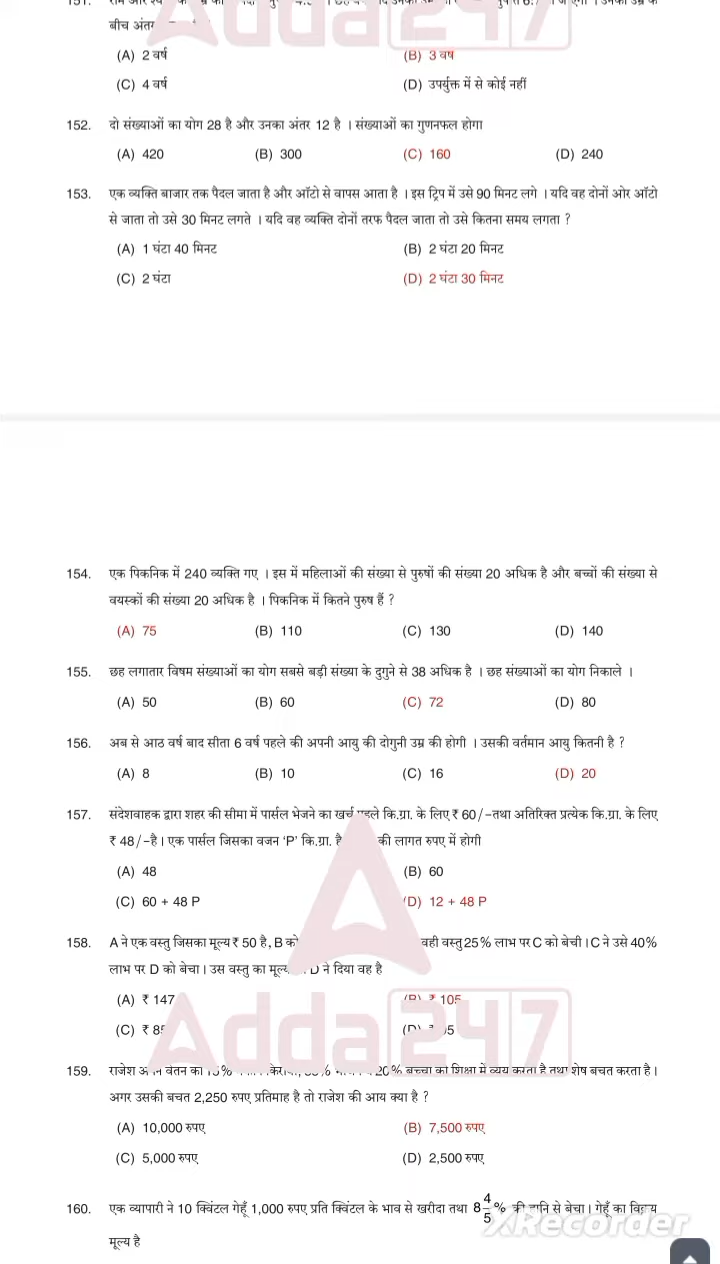 151.
बीच
(A) 2 वर्ष (B) 3 वर्ष
(C) 4 वर्ष (D) उपर्युक्त में से कोई नहीं
152. दो संख्याओं का योग 28 है और उनका अंतर 12 है । संख्याओं का गुणनफल होगा
(A) 420 (B) 300 (C) 160 (D) 240
153. एक व्यक्ति बाजार तक पैदल जाता है और ऑटो से वापस आता है । इस ट्रिप में उसे 90 मिनट लगे । यदि वह दोनों ओर ऑटो
से जाता तो उसे 30 मिनट लगते । यदि वह व्यक्ति दोनों तरफ पैदल जाता तो उसे कितना समय लगता ?
(A) 1 घंटा 40 मिनट (B) 2 घंटा 20 मिनट
(C) 2 घंटा (D) 2 घंटा 30 मिनट
154. एक पिकनिक में 240 व्यक्ति गए । इस में महिलाओं की संख्या से पुरुषों की संख्या 20 अधिक है और बच्चों की संख्या से
वयस्कों की संख्या 20 अधिक है । पिकनिक में कितने पुरुष हैं ?
(A) 75 (B) 110 (C) 130 (D) 140
155. छह लगातार विषम संख्याओं का योग सबसे बड़ी संख्या के दुगुने से 38 अधिक है । छह संख्याओं का योग निकाले ।
(A) 50 (B) 60 (C) 72 (D) 80
156. अब से आठ वर्ष बाद सीता 6 वर्ष पहले की अपनी आयु की दोगुनी उम्र की होगी । उसकी वर्तमान आयु कितनी है ?
(A) 8 (B) 10 (C) 16 (D) 20
157. संदेशवाहक द्वारा शहर की सीमा में पार्सल भेजने का खर्च पहले कि.ग्रा. के लिए ₹ 60/-तथा अतिरिक्त प्रत्येक कि.ग्रा. के लिए
₹ 48/-है। एक पार्सल जिसका वजन 'P' कि.ग्रा. है की लागत रुपए में होगी
(A) 48 (B) 60
(C) 60 + 48 P (D) 12 + 48 P
158. A ने एक वस्तु जिसका मूल्य ₹ 50 है, B को वही वस्तु 25% लाभ पर C को बेची। C ने उसे 40%
लाभ पर D को बेचा। उस वस्तु का मूल्य D ने दिया वह है
(A) ₹ 147 (B) ₹ 105
(C) ₹
Adda247
159. राजेश वेतन का 20% बच्चों की शिक्षा में व्यय करता है तथा शेष बचत करता है।
अगर उसकी बचत 2,250 रुपए प्रतिमाह है तो राजेश की आय क्या है ?
(A) 10,000 रुपए (B) 7,500 रुपए
(C) 5,000 रुपए (D) 2,500 रुपए
160. एक व्यापारी ने 10 क्विंटल गेहूँ 1,000 रुपए प्रति क्विंटल के भाव से खरीदा तथा 8 4/5 % की हानि से बेचा। गेहूँ का विक्रय
XRecorder
मूल्य है